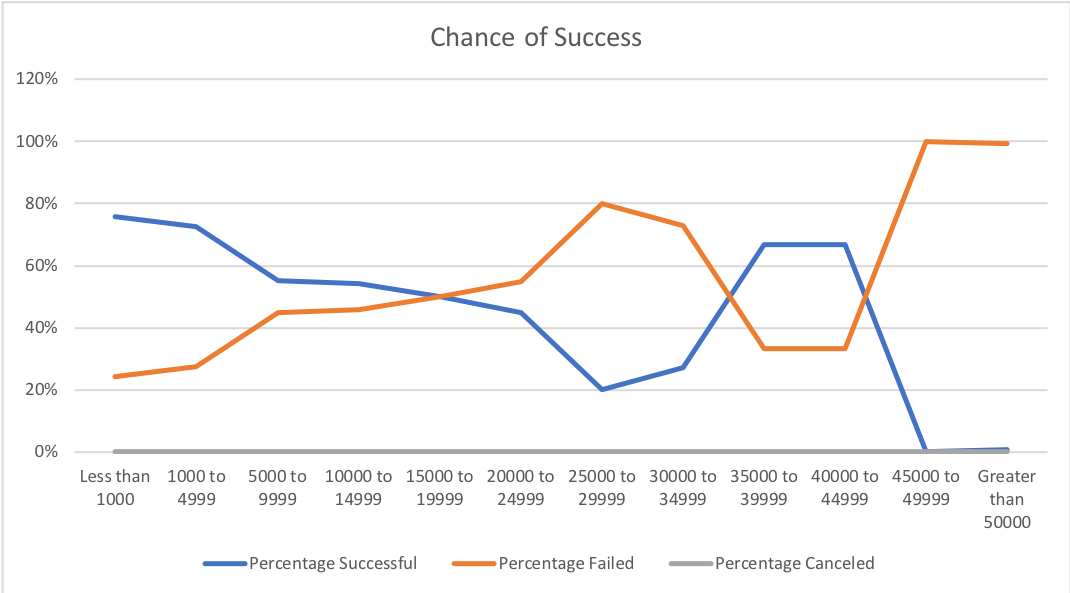 Chance of Success
120%
100%
80%
60%
40%
20%
0%
Less than
1000
1000 to
4999
5000 to
9999
10000 to
14999
15000 to
19999
20000 to
24999
25000 to
29999
30000 to
34999
35000 to
39999
40000 to
44999
45000 to
49999
Greater
than
50000
Percentage Successful
Percentage Failed
Percentage Canceled